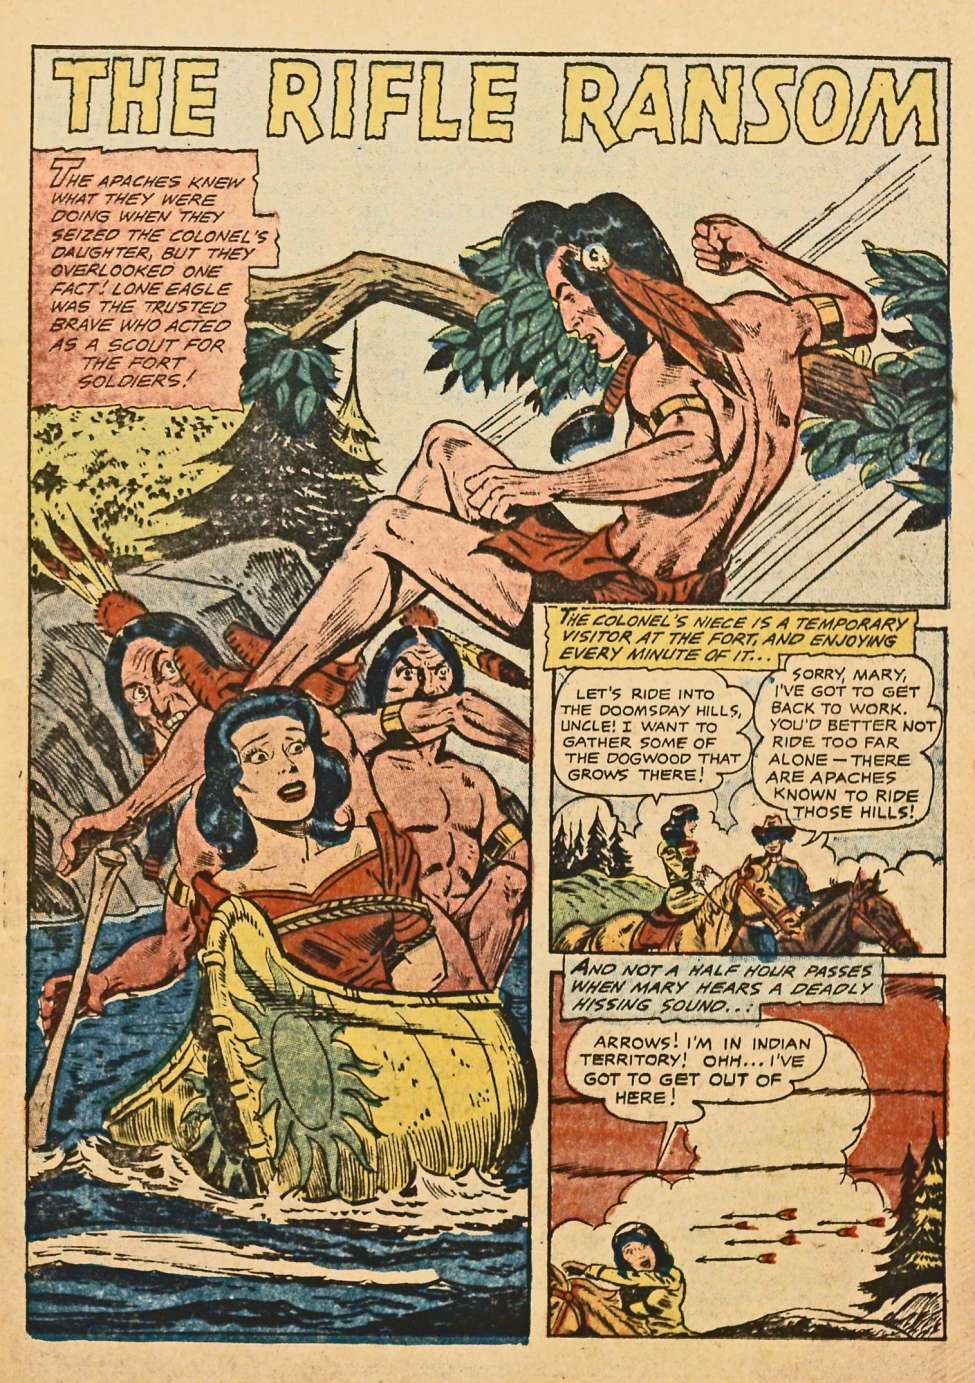 THE RIFLE RANSOM
THE APACHES KNEW
WHAT THEY WERE
DOING WHEN THEY
SEIZED THE COLONEL'S
DAUGHTER, BUT THEY
OVERLOOKED ONE
FACT! LONE EAGLE
WAS THE TRUSTED
BRAVE WHO ACTED
AS A SCOUT FOR
THE FORT
SOLDIERS!
THE COLONEL'S NIECE IS A TEMPORARY
VISITOR AT THE FORT, AND ENJOYING
EVERY MINUTE OF IT...
LET'S RIDE INTO
THE DOOMSDAY HILLS,
UNCLE! I WANT TO
GATHER SOME OF
THE DOGWOOD THAT
GROWS THERE!
SORRY, MARY,
I'VE GOT TO GET
BACK TO WORK.
YOU'D BETTER NOT
RIDE TOO FAR
ALONE — THERE
ARE APACHES
KNOWN TO RIDE
THOSE HILLS!
AND NOT A HALF HOUR PASSES
WHEN MARY HEARS A DEADLY
HISSING SOUND...
ARROWS! I'M IN INDIAN
TERRITORY! OHH... I'VE
GOT TO GET OUT OF
HERE!